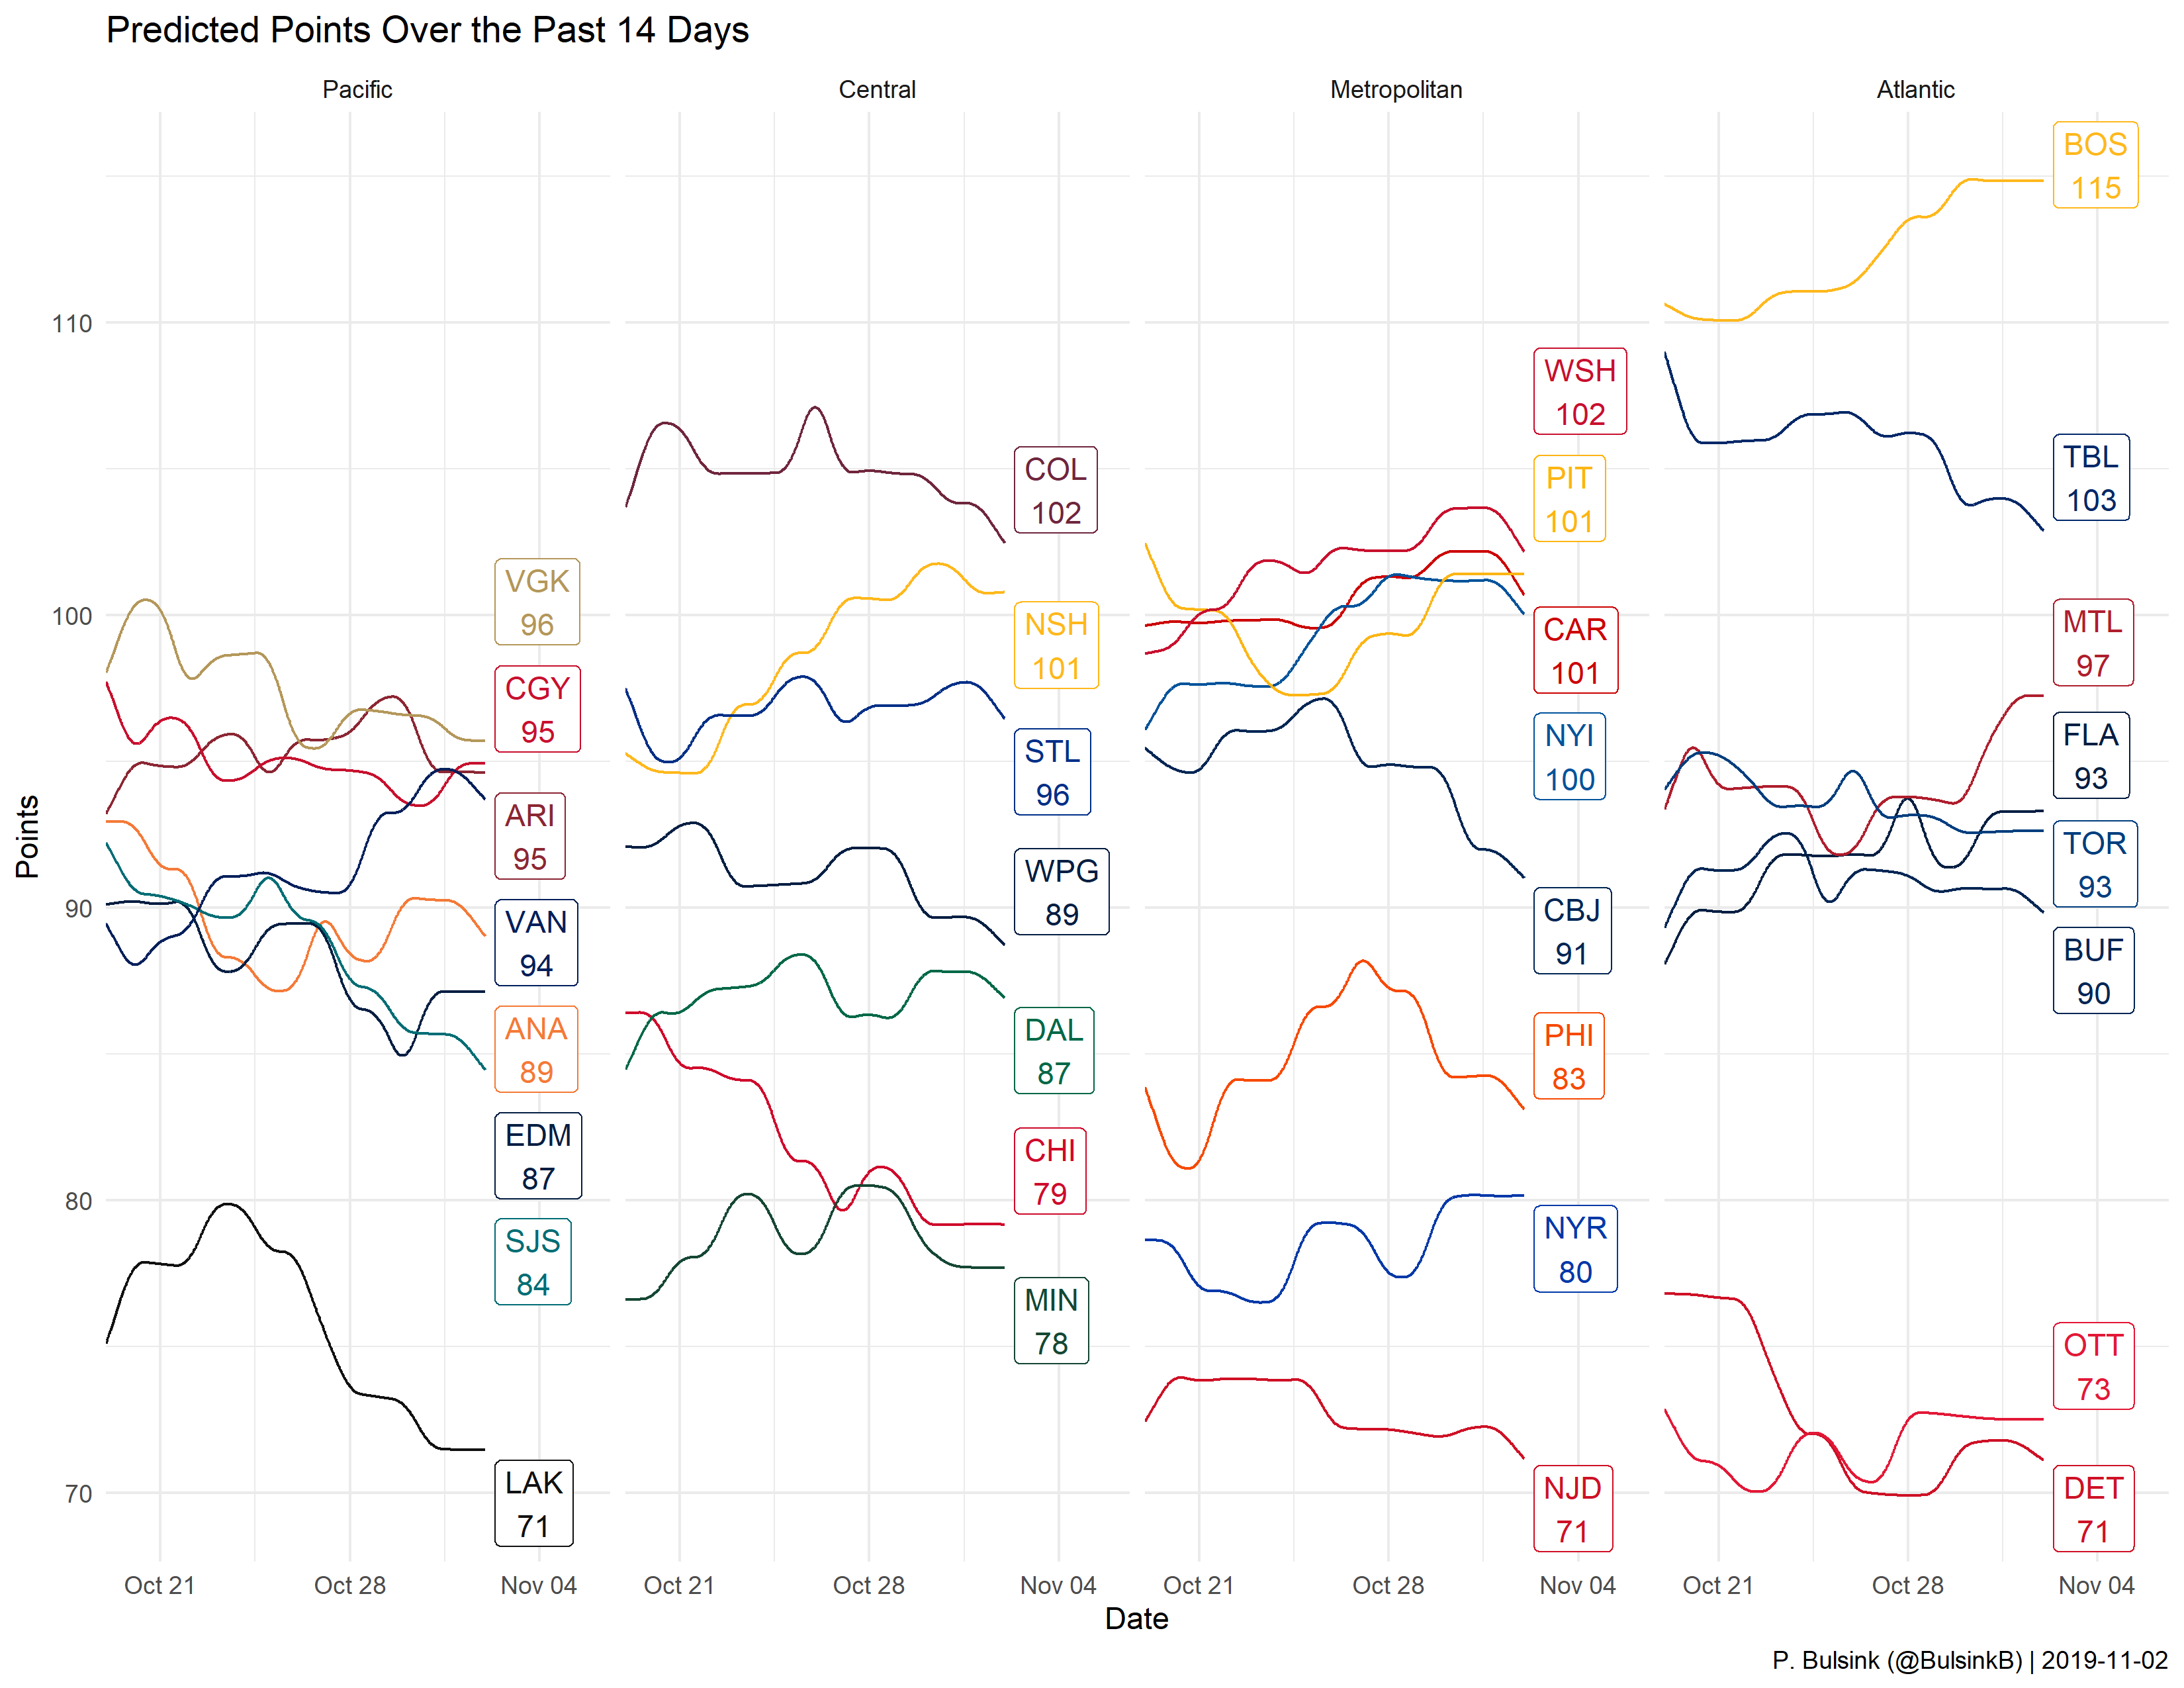 Predicted Points Over the Past 14 Days
Pacific
Central
Metropolitan
Atlantic
Points
110
100
90
80
70
VGK
96
CGY
95
ARI
95
VAN
94
ANA
89
EDM
87
SJS
84
LAK
71
COL
102
NSH
101
STL
96
WPG
89
DAL
87
CHI
79
MIN
78
WSH
102
PIT
101
CAR
101
NYI
100
CBJ
91
PHI
83
NYR
80
NJD
71
BOS
115
TBL
103
MTL
97
FLA
93
TOR
93
BUF
90
OTT
73
DET
71
Oct 21 Oct 28 Nov 04
Oct 21 Oct 28 Nov 04
Oct 21 Oct 28 Nov 04
Oct 21 Oct 28 Nov 04
Date
P. Bulsink (@BulsinkB) | 2019-11-02